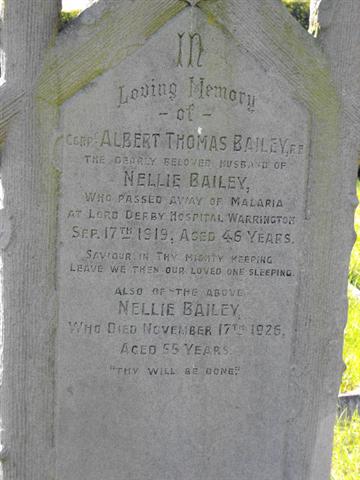 In
Loving Memory
- of -
CORPL ALBERT THOMAS BAILEY, R.E.
THE DEARLY BELOVED HUSBAND OF
NELLIE BAILEY,
WHO PASSED AWAY OF MALARIA
AT LORD DERBY HOSPITAL WARRINGTON
SEP. 17TH 1919, AGED 46 YEARS.
SAVIOUR, IN THY MIGHTY KEEPING
LEAVE WE THEN OUR LOVED ONE SLEEPING.
ALSO OF THE ABOVE
NELLIE BAILEY,
WHO DIED NOVEMBER 17TH 1926,
AGED 55 YEARS.
"THY WILL BE DONE."